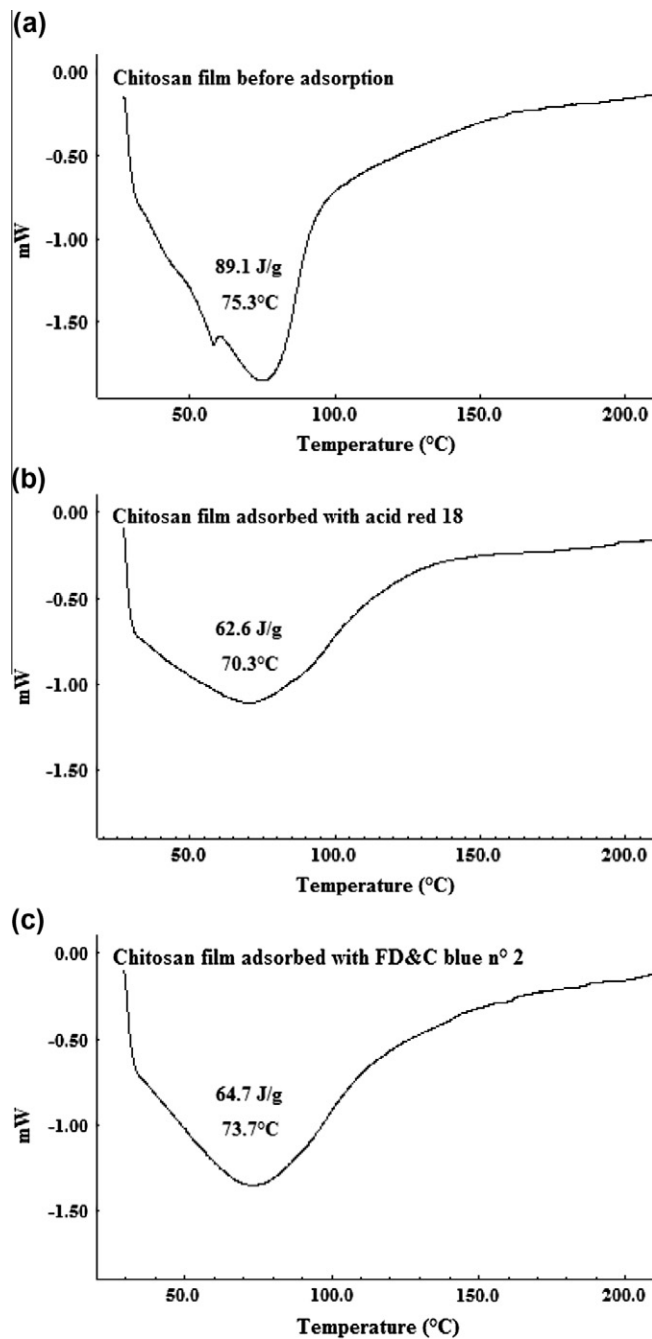 (a)
0.00
Chitosan film before adsorption
-0.50
mW
-1.00
89.1 J/g
75.3°C
-1.50
50.0 100.0 150.0 200.0
Temperature (°C)
(b)
0.00
Chitosan film adsorbed with acid red 18
-0.50
62.6 J/g
70.3°C
mW
-1.00
-1.50
50.0 100.0 150.0 200.0
Temperature (°C)
(c)
0.00
Chitosan film adsorbed with FD&C blue n° 2
-0.50
64.7 J/g
73.7°C
mW
-1.00
-1.50
50.0 100.0 150.0 200.0
Temperature (°C)